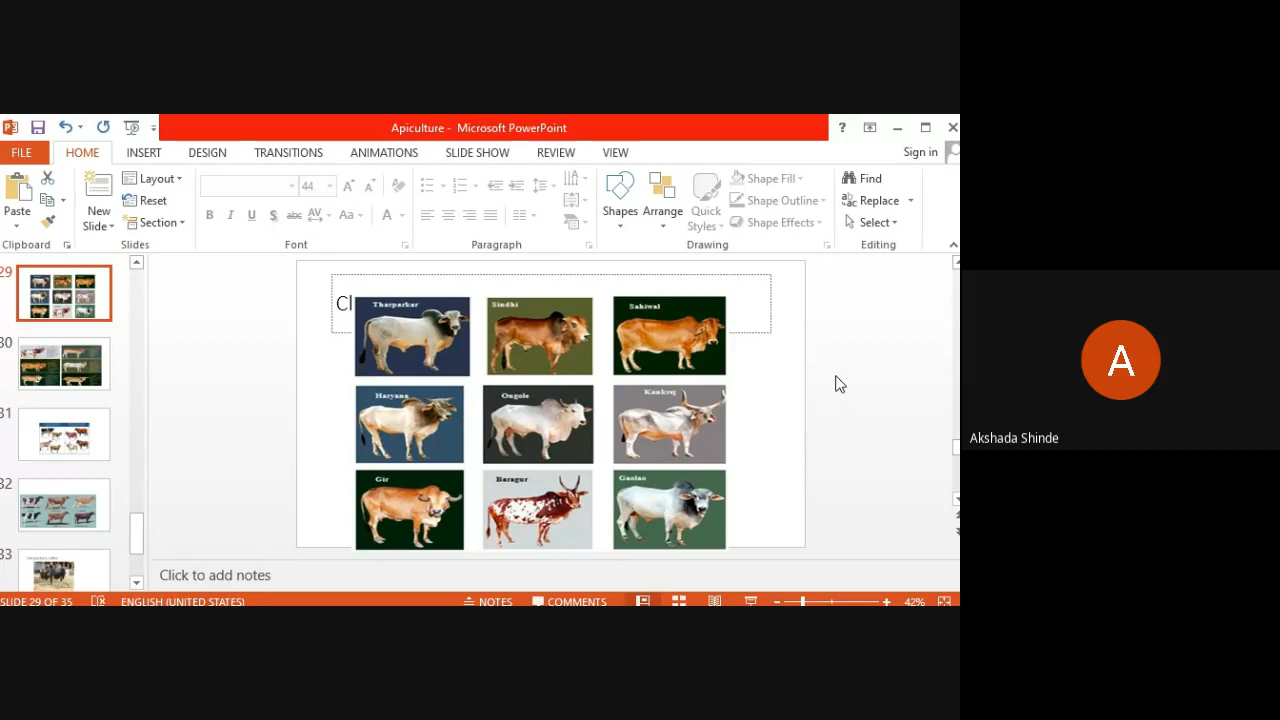 Apiculture - Microsoft PowerPoint
?
FILE HOME INSERT DESIGN TRANSITIONS ANIMATIONS SLIDE SHOW REVIEW VIEW Sign in
Paste
New
Slide
Layout
Reset
Section
44
B I U S abc AV Aa A
Shapes
Arrange
Quick
Styles
Shape Fill
Shape Outline
Shape Effects
Find
Replace
Select
Clipboard Slides Font Paragraph Drawing Editing
29
30
31
32
33
Cl
Tharparkar Sindhi Sahiwal
Haryana Ongole Kankrej
Gir Baragur Gaolao
Click to add notes
SLIDE 29 OF 35 ENGLISH (UNITED STATES) NOTES COMMENTS 42%
A
Akshada Shinde